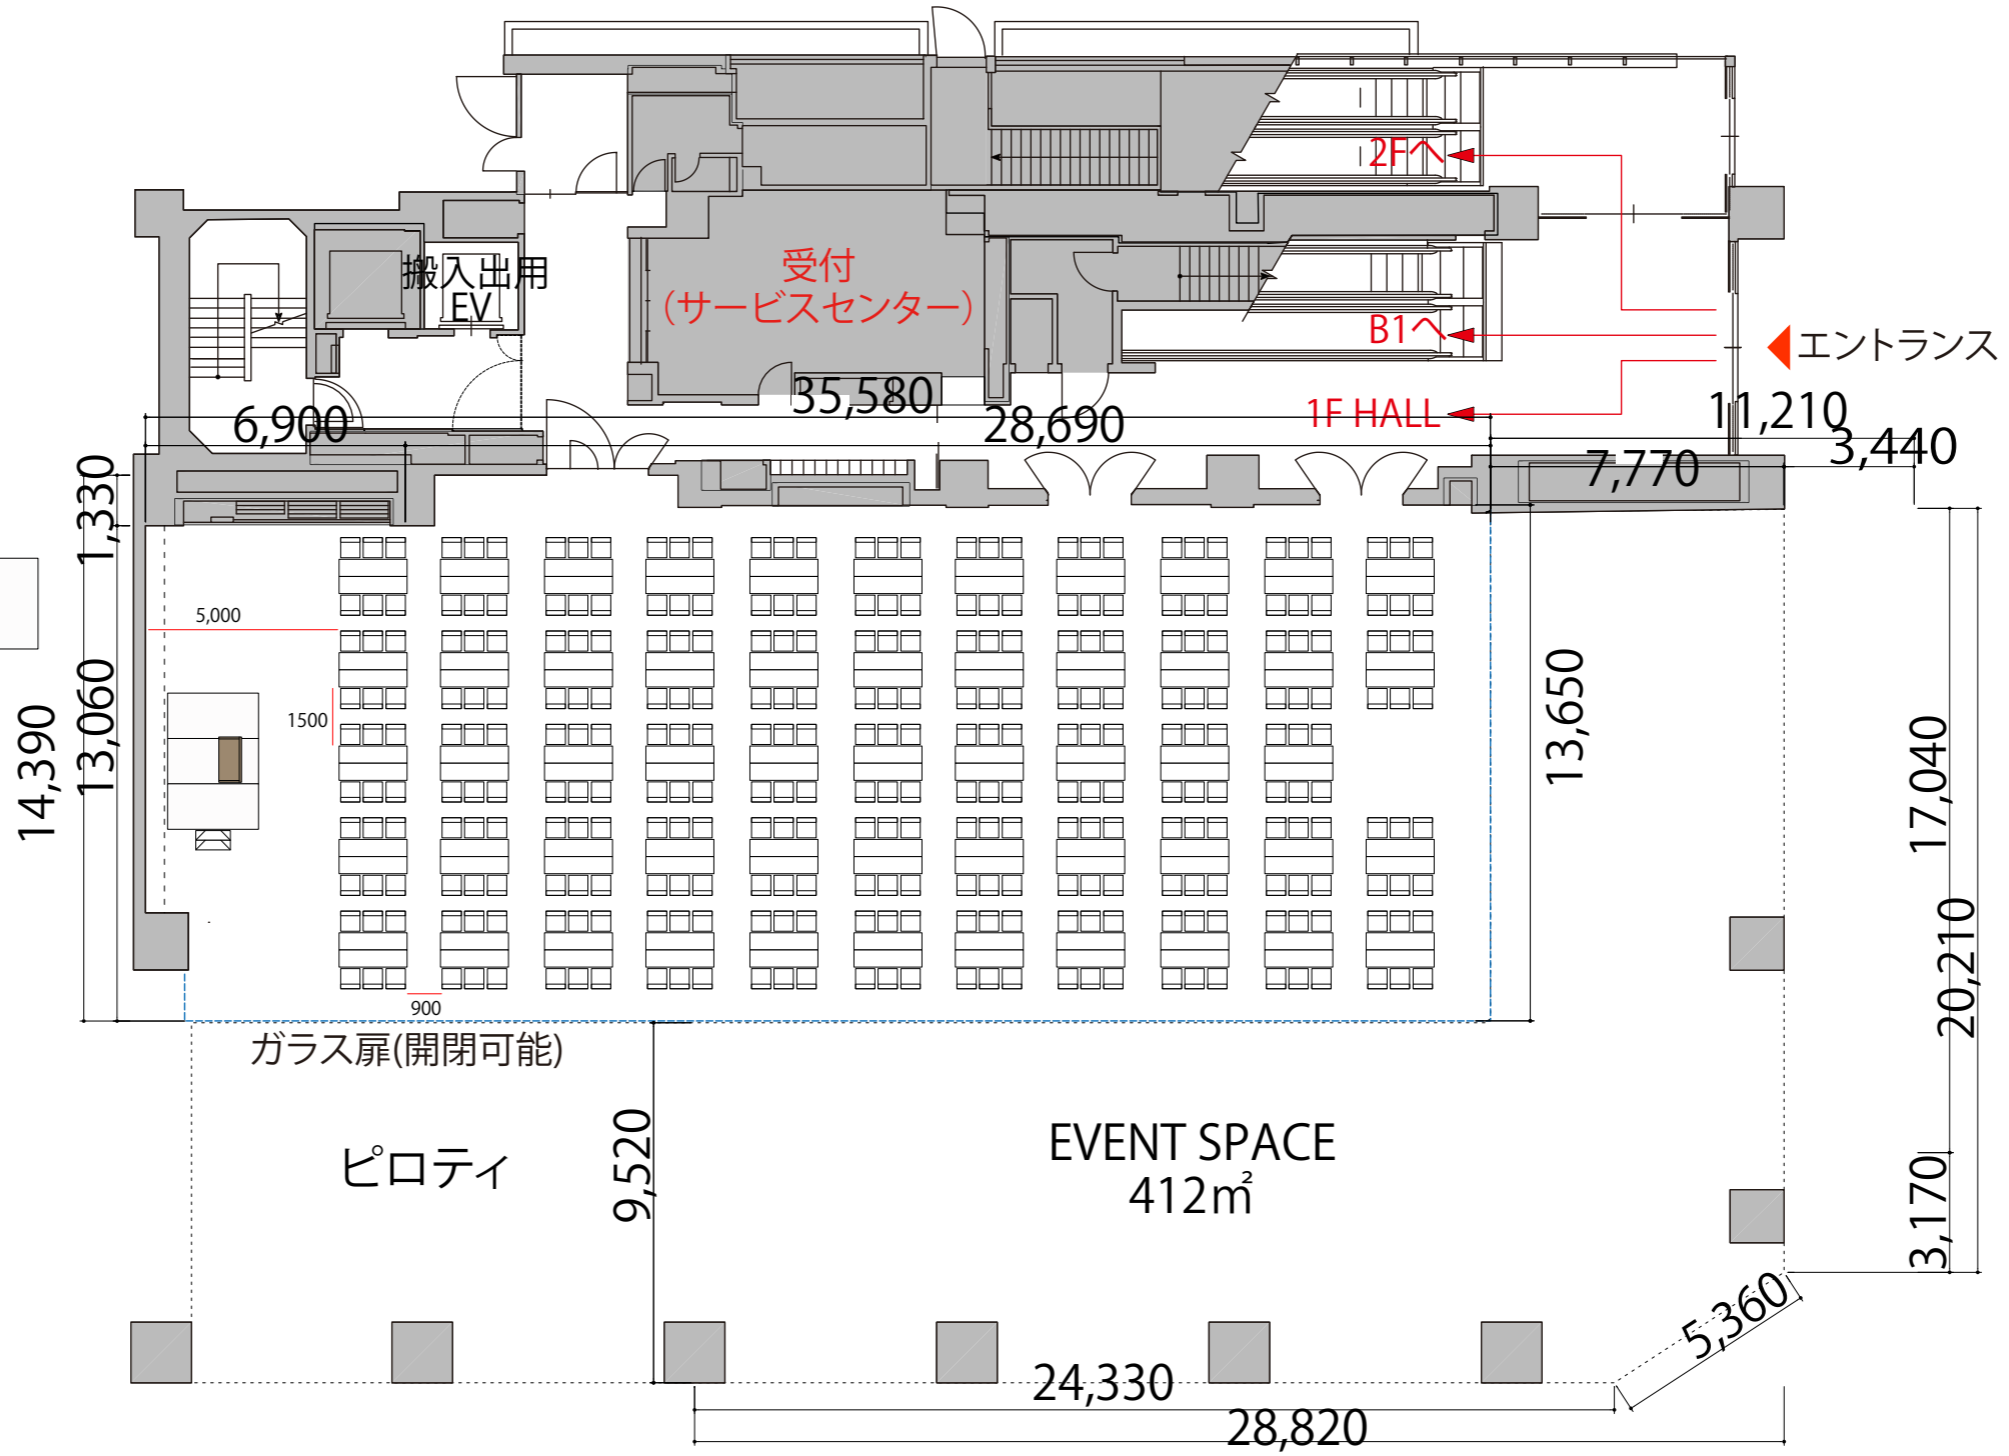 2Fへ
搬入出用
EV
受付
（サービスセンター）
B1へ
エントランス
35,580
6,900
28,690
1F HALL
11,210
3,440
7,770
1,330
5,000
1500
13,060
14,390
13,650
17,040
20,210
900
ガラス扉(開閉可能)
ピロティ
9,520
EVENT SPACE
412㎡
3,170
5,360
24,330
28,820